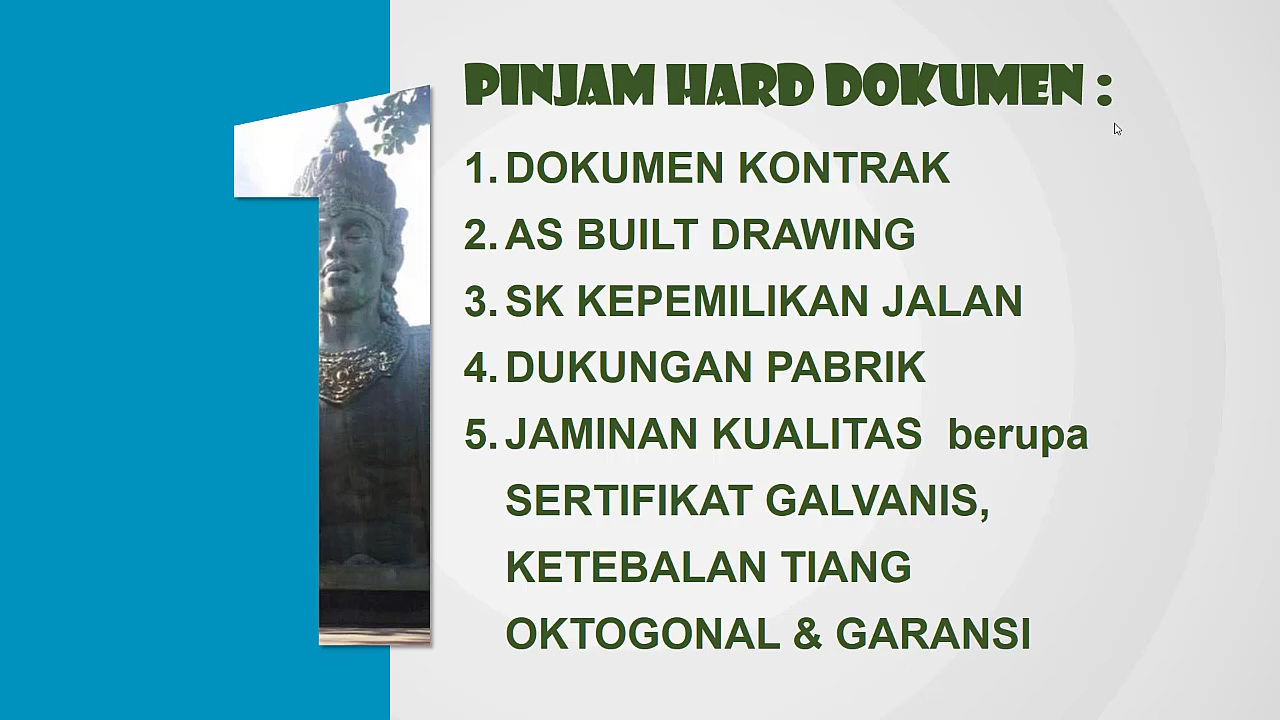 PINJAM HARD DOKUMEN :
1. DOKUMEN KONTRAK
2. AS BUILT DRAWING
3. SK KEPEMILIKAN JALAN
4. DUKUNGAN PABRIK
5. JAMINAN KUALITAS berupa
SERTIFIKAT GALVANIS,
KETEBALAN TIANG
OKTOGONAL & GARANSI